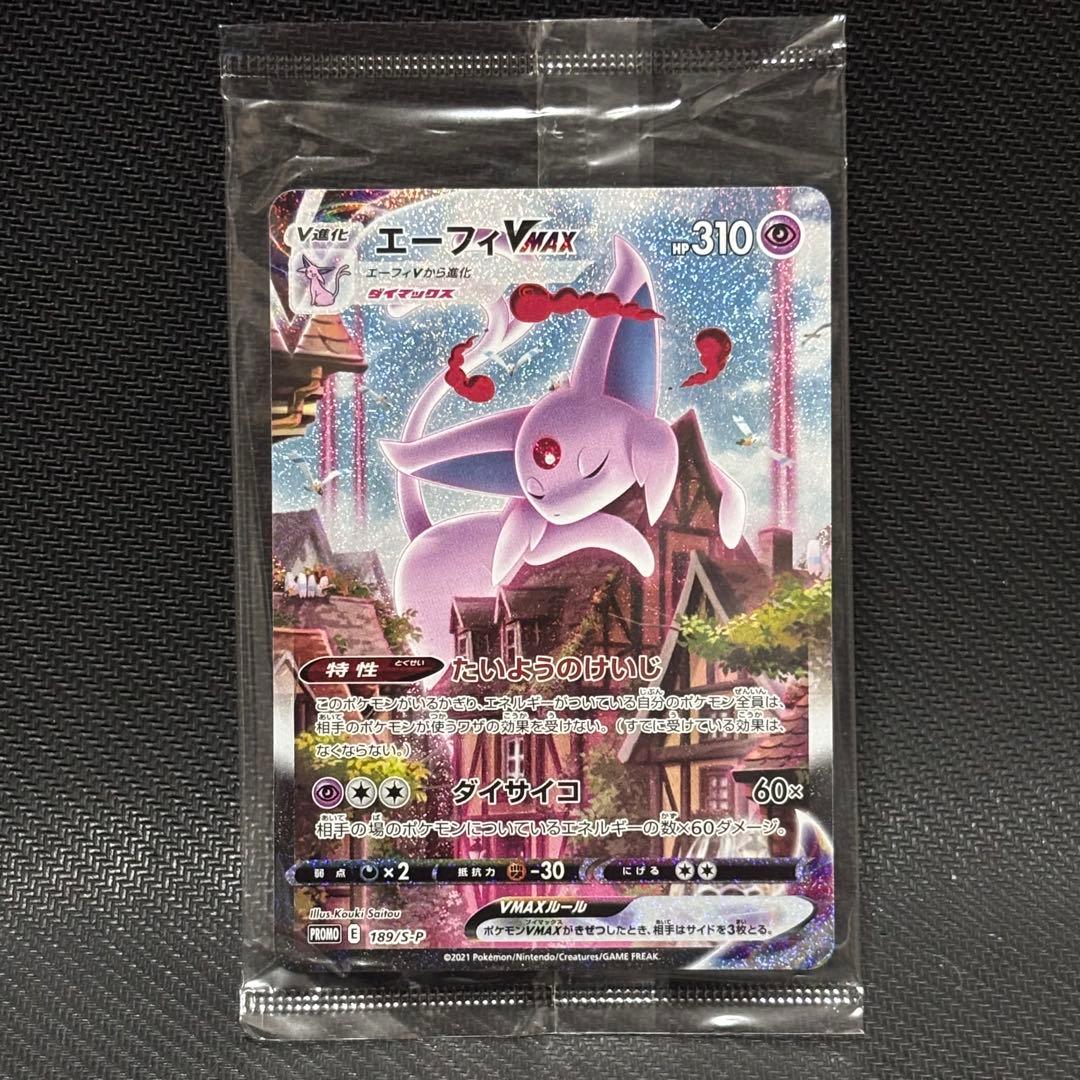 V進化
エーフィVMAX
HP310
エーフィVから進化
ダイマックス
特性 とくせい
たいようのけいじ
このポケモンがいるかぎり、エネルギーがついている自分のポケモン全員は、
相手のポケモンが使うワザの効果を受けない。(すでに受けている効果は、
なくならない。)
ダイサイコ 60×
相手の場のポケモンについているエネルギーの数×60ダメージ。
弱点 ×2 抵抗力 -30 にげる
Illus.Kouki Saitou
VMAXルール
ポケモンVMAXがきぜつしたとき、相手はサイドを3枚とる。
PROMO E 189/S-P
©2021 Pokémon/Nintendo/Creatures/GAME FREAK.